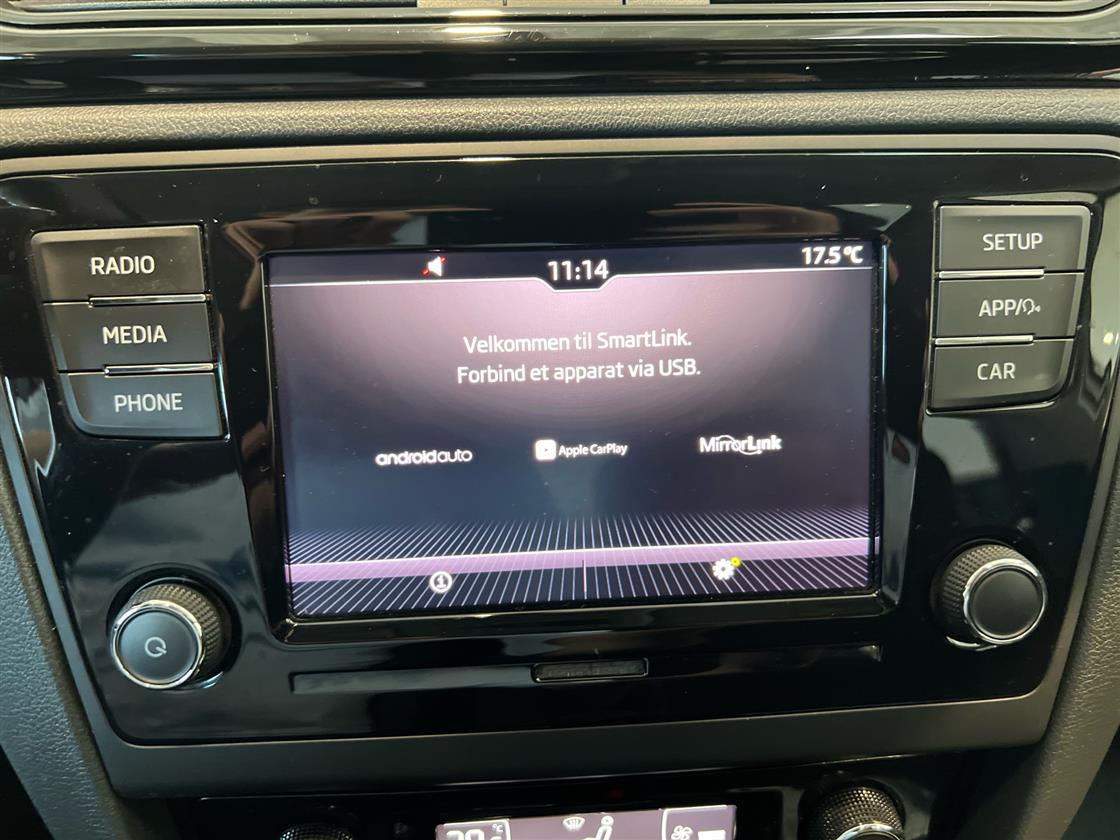 RADIO
MEDIA
PHONE
11:14
17.5°C
Velkommen til SmartLink.
Forbind et apparat via USB.
androidauto
Apple CarPlay
MirrorLink
SETUP
APP/
CAR